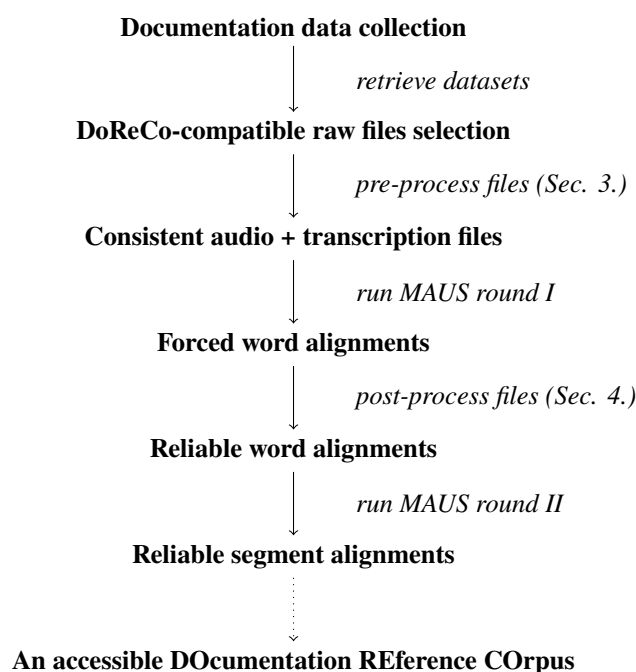 Documentation data collection
retrieve datasets
DoReCo-compatible raw files selection
pre-process files (Sec. 3.)
Consistent audio + transcription files
run MAUS round I
Forced word alignments
post-process files (Sec. 4.)
Reliable word alignments
run MAUS round II
Reliable segment alignments
An accessible DOcumentation REference COrpus